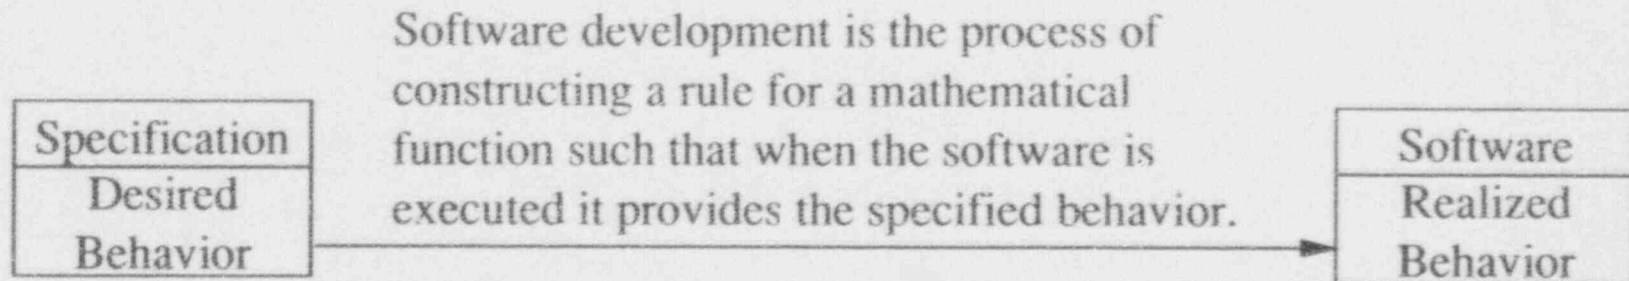 Specification
Desired
Behavior
Software development is the process of
constructing a rule for a mathematical
function such that when the software is
executed it provides the specified behavior.
Software
Realized
Behavior